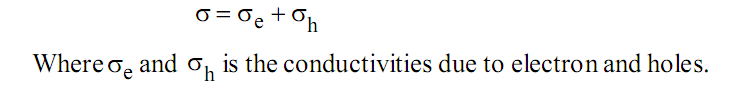 σ = σe + σh
Where σe and σh is the conductivities due to electron and holes.